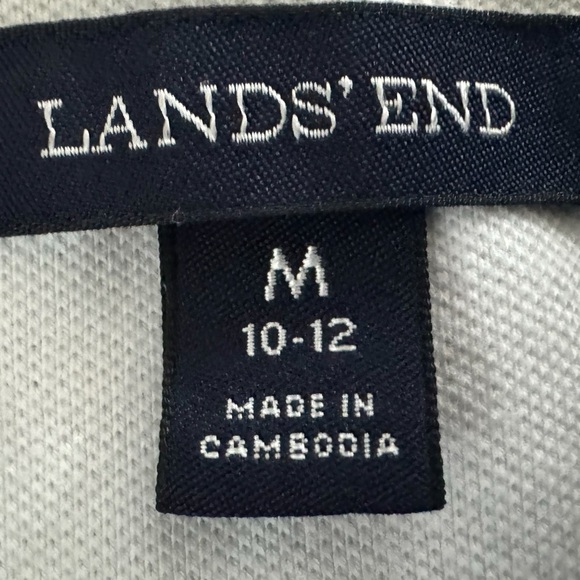 LANDS' END
M
10-12
MADE IN
CAMBODIA